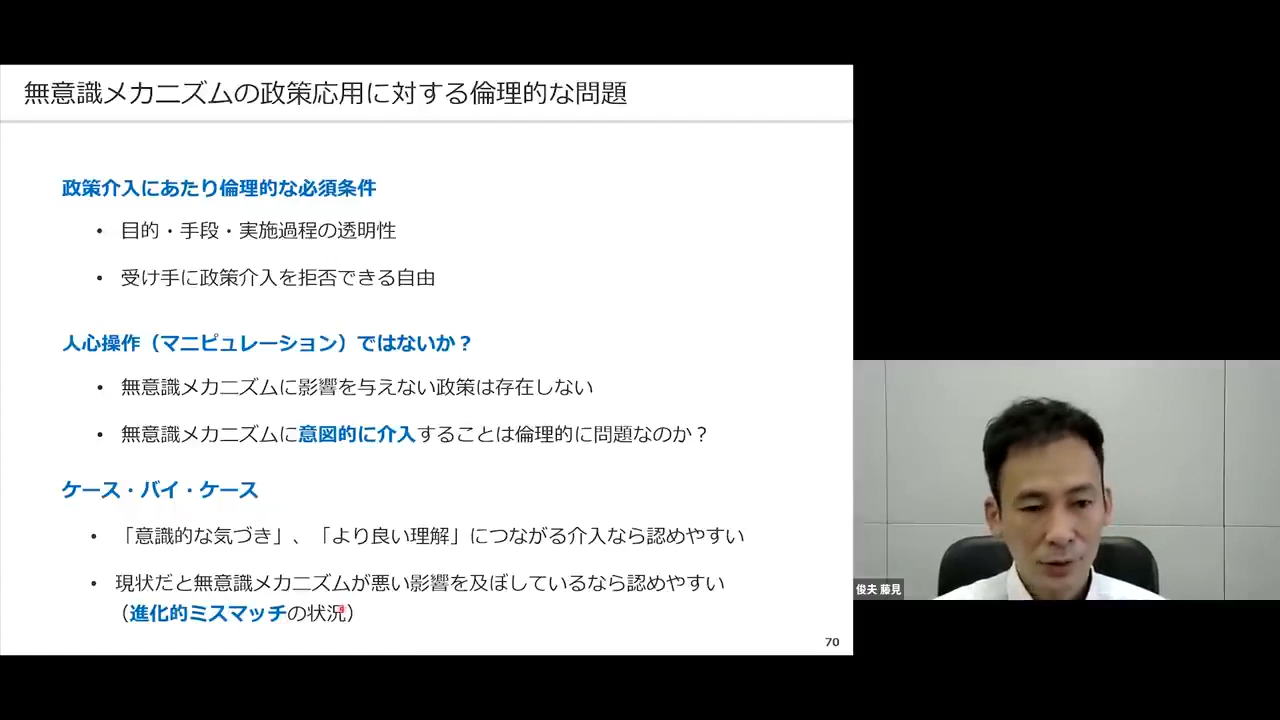 無意識メカニズムの政策応用に対する倫理的な問題
政策介入にあたり倫理的な必須条件
• 目的・手段・実施過程の透明性
• 受け手に政策介入を拒否できる自由
人心操作（マニピュレーション）ではないか？
• 無意識メカニズムに影響を与えない政策は存在しない
• 無意識メカニズムに意図的に介入することは倫理的に問題なのか？
ケース・バイ・ケース
• 「意識的な気づき」、「より良い理解」につながる介入なら認めやすい
• 現状だと無意識メカニズムが悪い影響を及ぼしているなら認めやすい
（進化的ミスマッチの状況）
70
俊夫 藤見